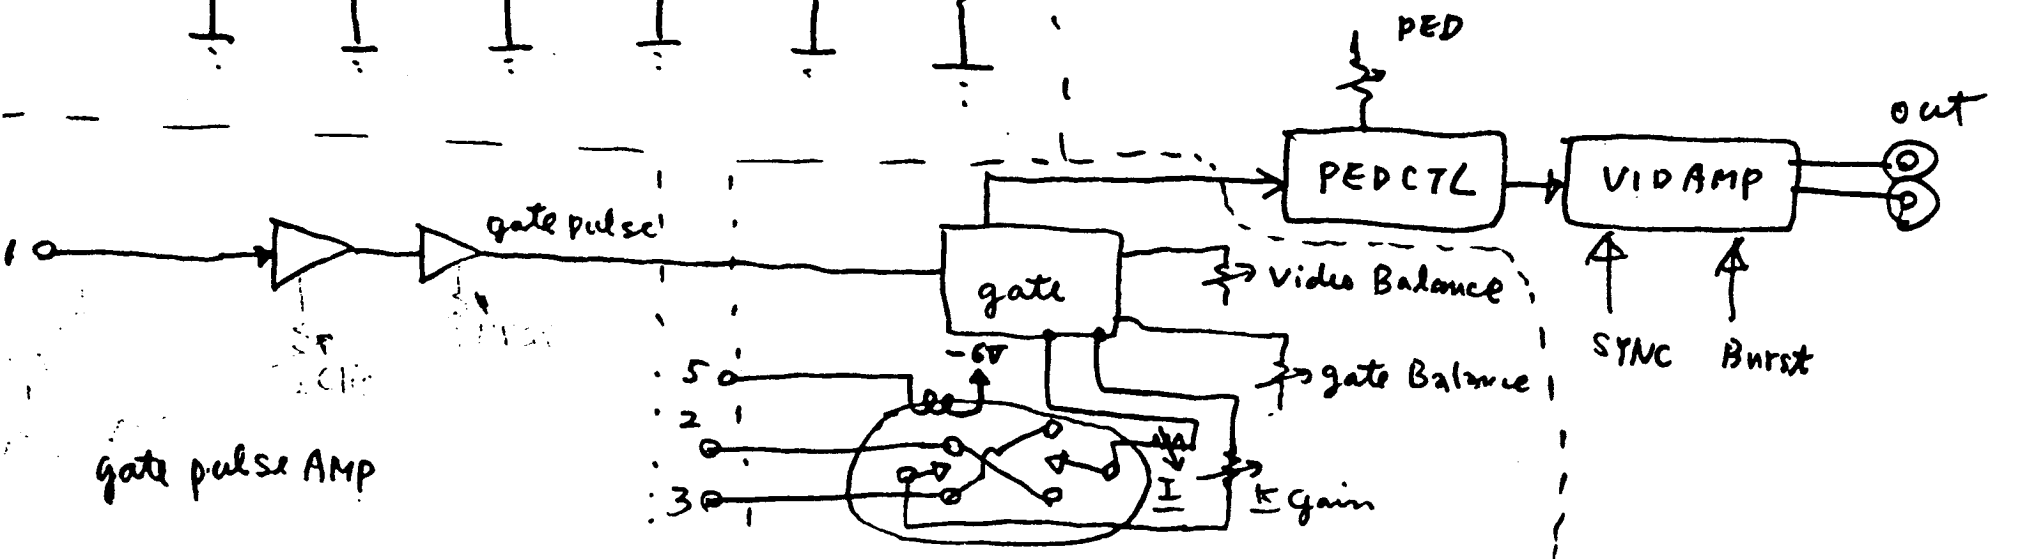 PED
out
PEDCTL
VIDAMP
gate pulse
1
gate
Video Balance
SYNC
Burst
-6V
5
gate Balance
2
gate pulse AMP
3
I
K gain